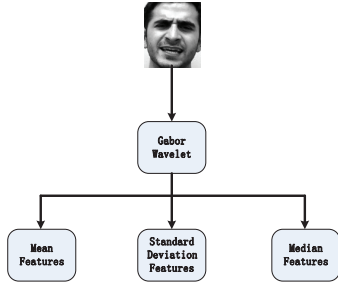 Gabor
Wavelet
Mean
Features
Standard
Deviation
Features
Median
Features